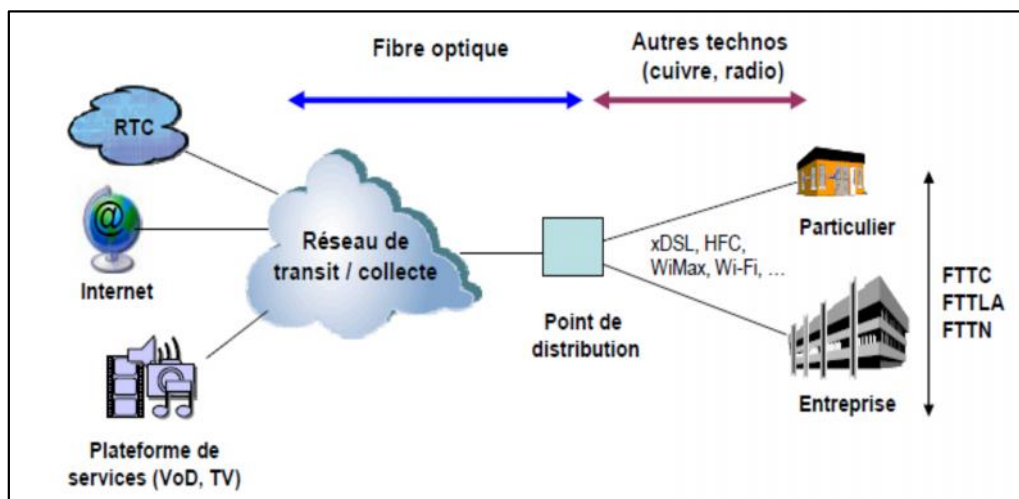 Fibre optique
Autres technos
(cuivre, radio)
RTC
@
Internet
Réseau de
transit / collecte
Plateforme de
services (VoD, TV)
Point de
distribution
xDSL, HFC,
WiMax, Wi-Fi, ...
Particulier
Entreprise
FTTC
FTTLA
FTTN